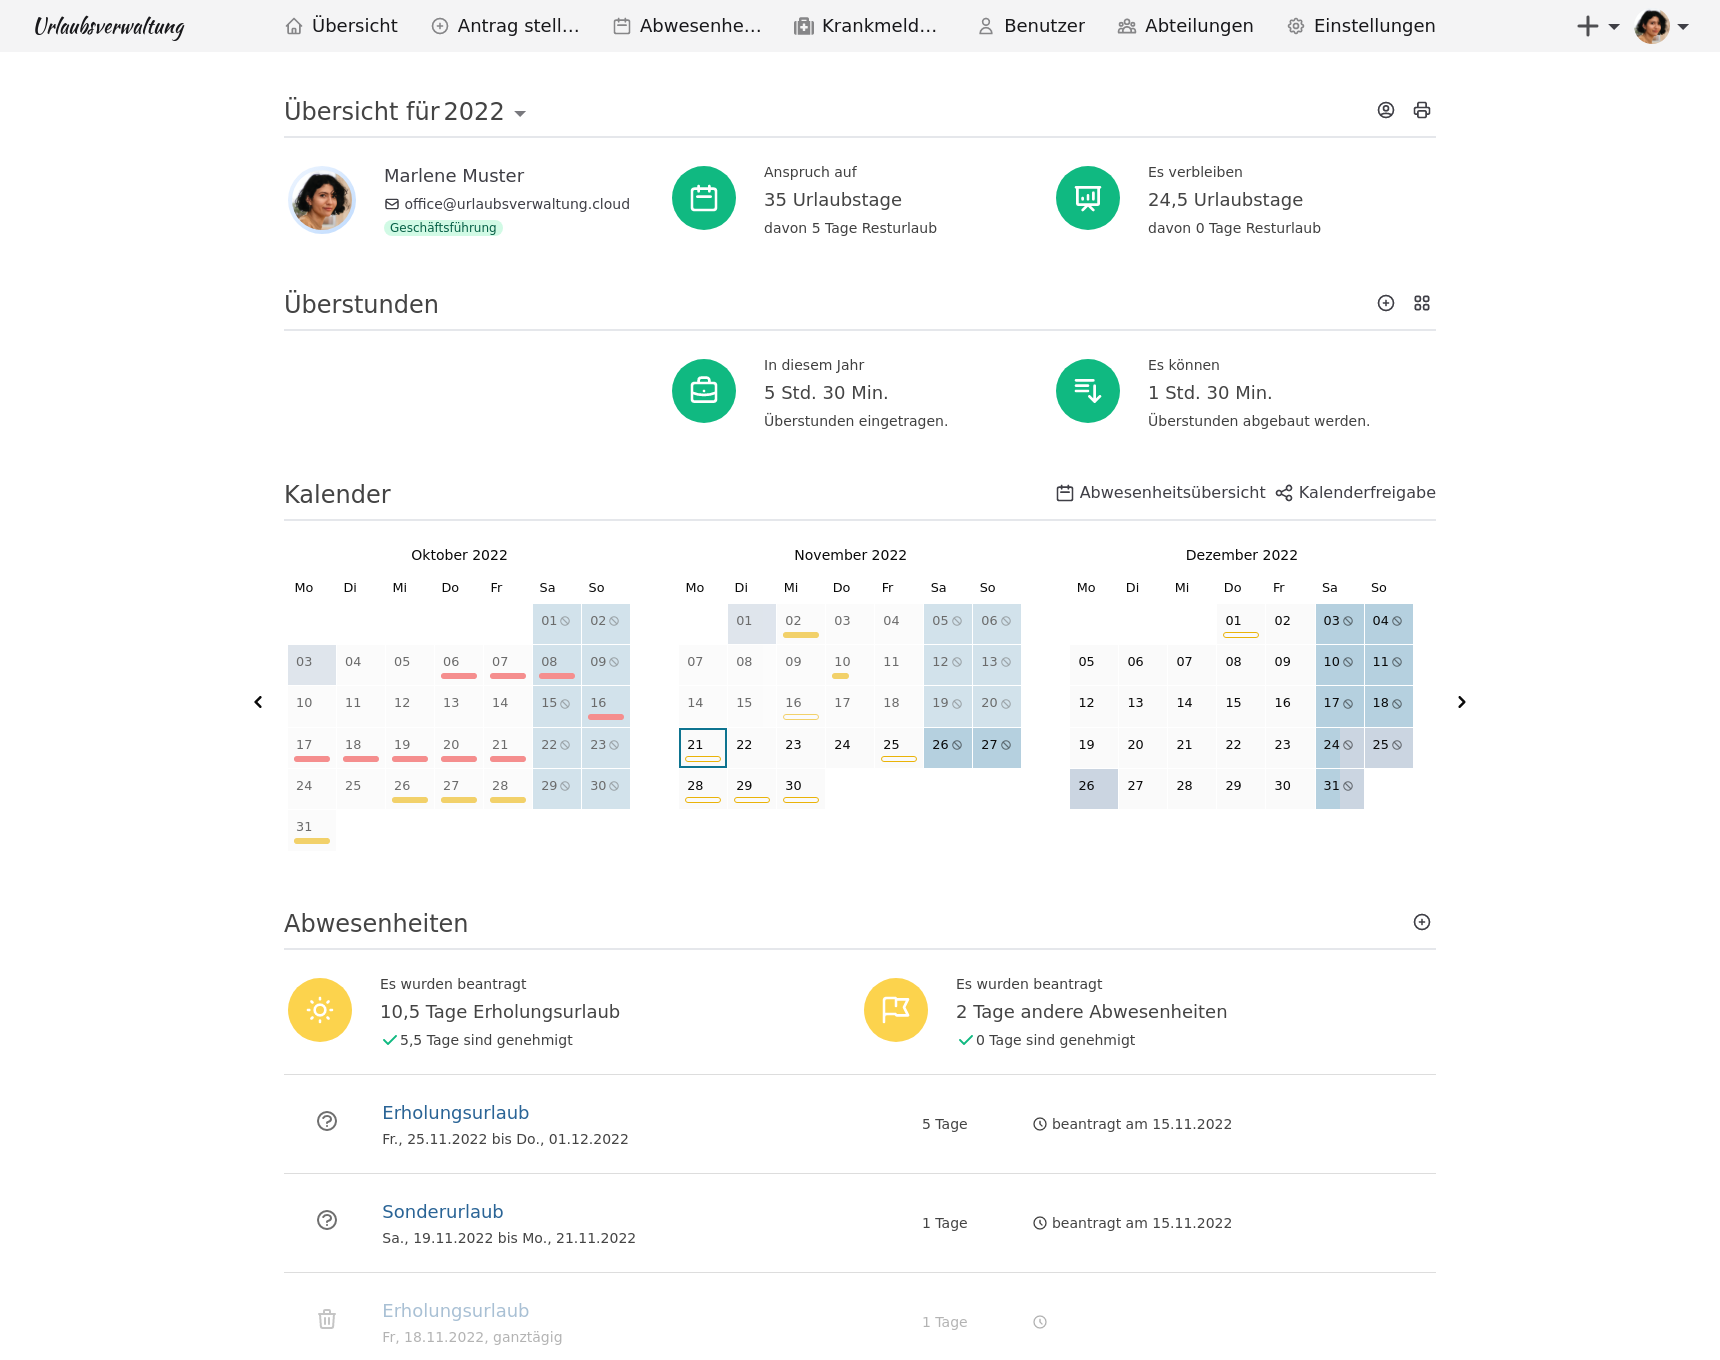 Urlaubsverwaltung
Übersicht
Antrag stell...
Abwesenhe...
Krankmeld...
Benutzer
Abteilungen
Einstellungen
Übersicht für 2022
Marlene Muster
office@urlaubsverwaltung.cloud
Geschäftsführung
Anspruch auf
35 Urlaubstage
davon 5 Tage Resturlaub
Es verbleiben
24,5 Urlaubstage
davon 0 Tage Resturlaub
Überstunden
In diesem Jahr
5 Std. 30 Min.
Überstunden eingetragen.
Es können
1 Std. 30 Min.
Überstunden abgebaut werden.
Kalender
Abwesenheitsübersicht
Kalenderfreigabe
Oktober 2022
Mo Di Mi Do Fr Sa So
01 02
03 04 05 06 07 08 09
10 11 12 13 14 15 16
17 18 19 20 21 22 23
24 25 26 27 28 29 30
31
November 2022
Mo Di Mi Do Fr Sa So
01 02 03 04 05 06
07 08 09 10 11 12 13
14 15 16 17 18 19 20
21 22 23 24 25 26 27
28 29 30
Dezember 2022
Mo Di Mi Do Fr Sa So
01 02 03 04
05 06 07 08 09 10 11
12 13 14 15 16 17 18
19 20 21 22 23 24 25
26 27 28 29 30 31
Abwesenheiten
Es wurden beantragt
10,5 Tage Erholungsurlaub
5,5 Tage sind genehmigt
Es wurden beantragt
2 Tage andere Abwesenheiten
0 Tage sind genehmigt
Erholungsurlaub
Fr., 25.11.2022 bis Do., 01.12.2022
5 Tage
beantragt am 15.11.2022
Sonderurlaub
Sa., 19.11.2022 bis Mo., 21.11.2022
1 Tage
beantragt am 15.11.2022
Erholungsurlaub
Fr, 18.11.2022, ganztägig
1 Tage